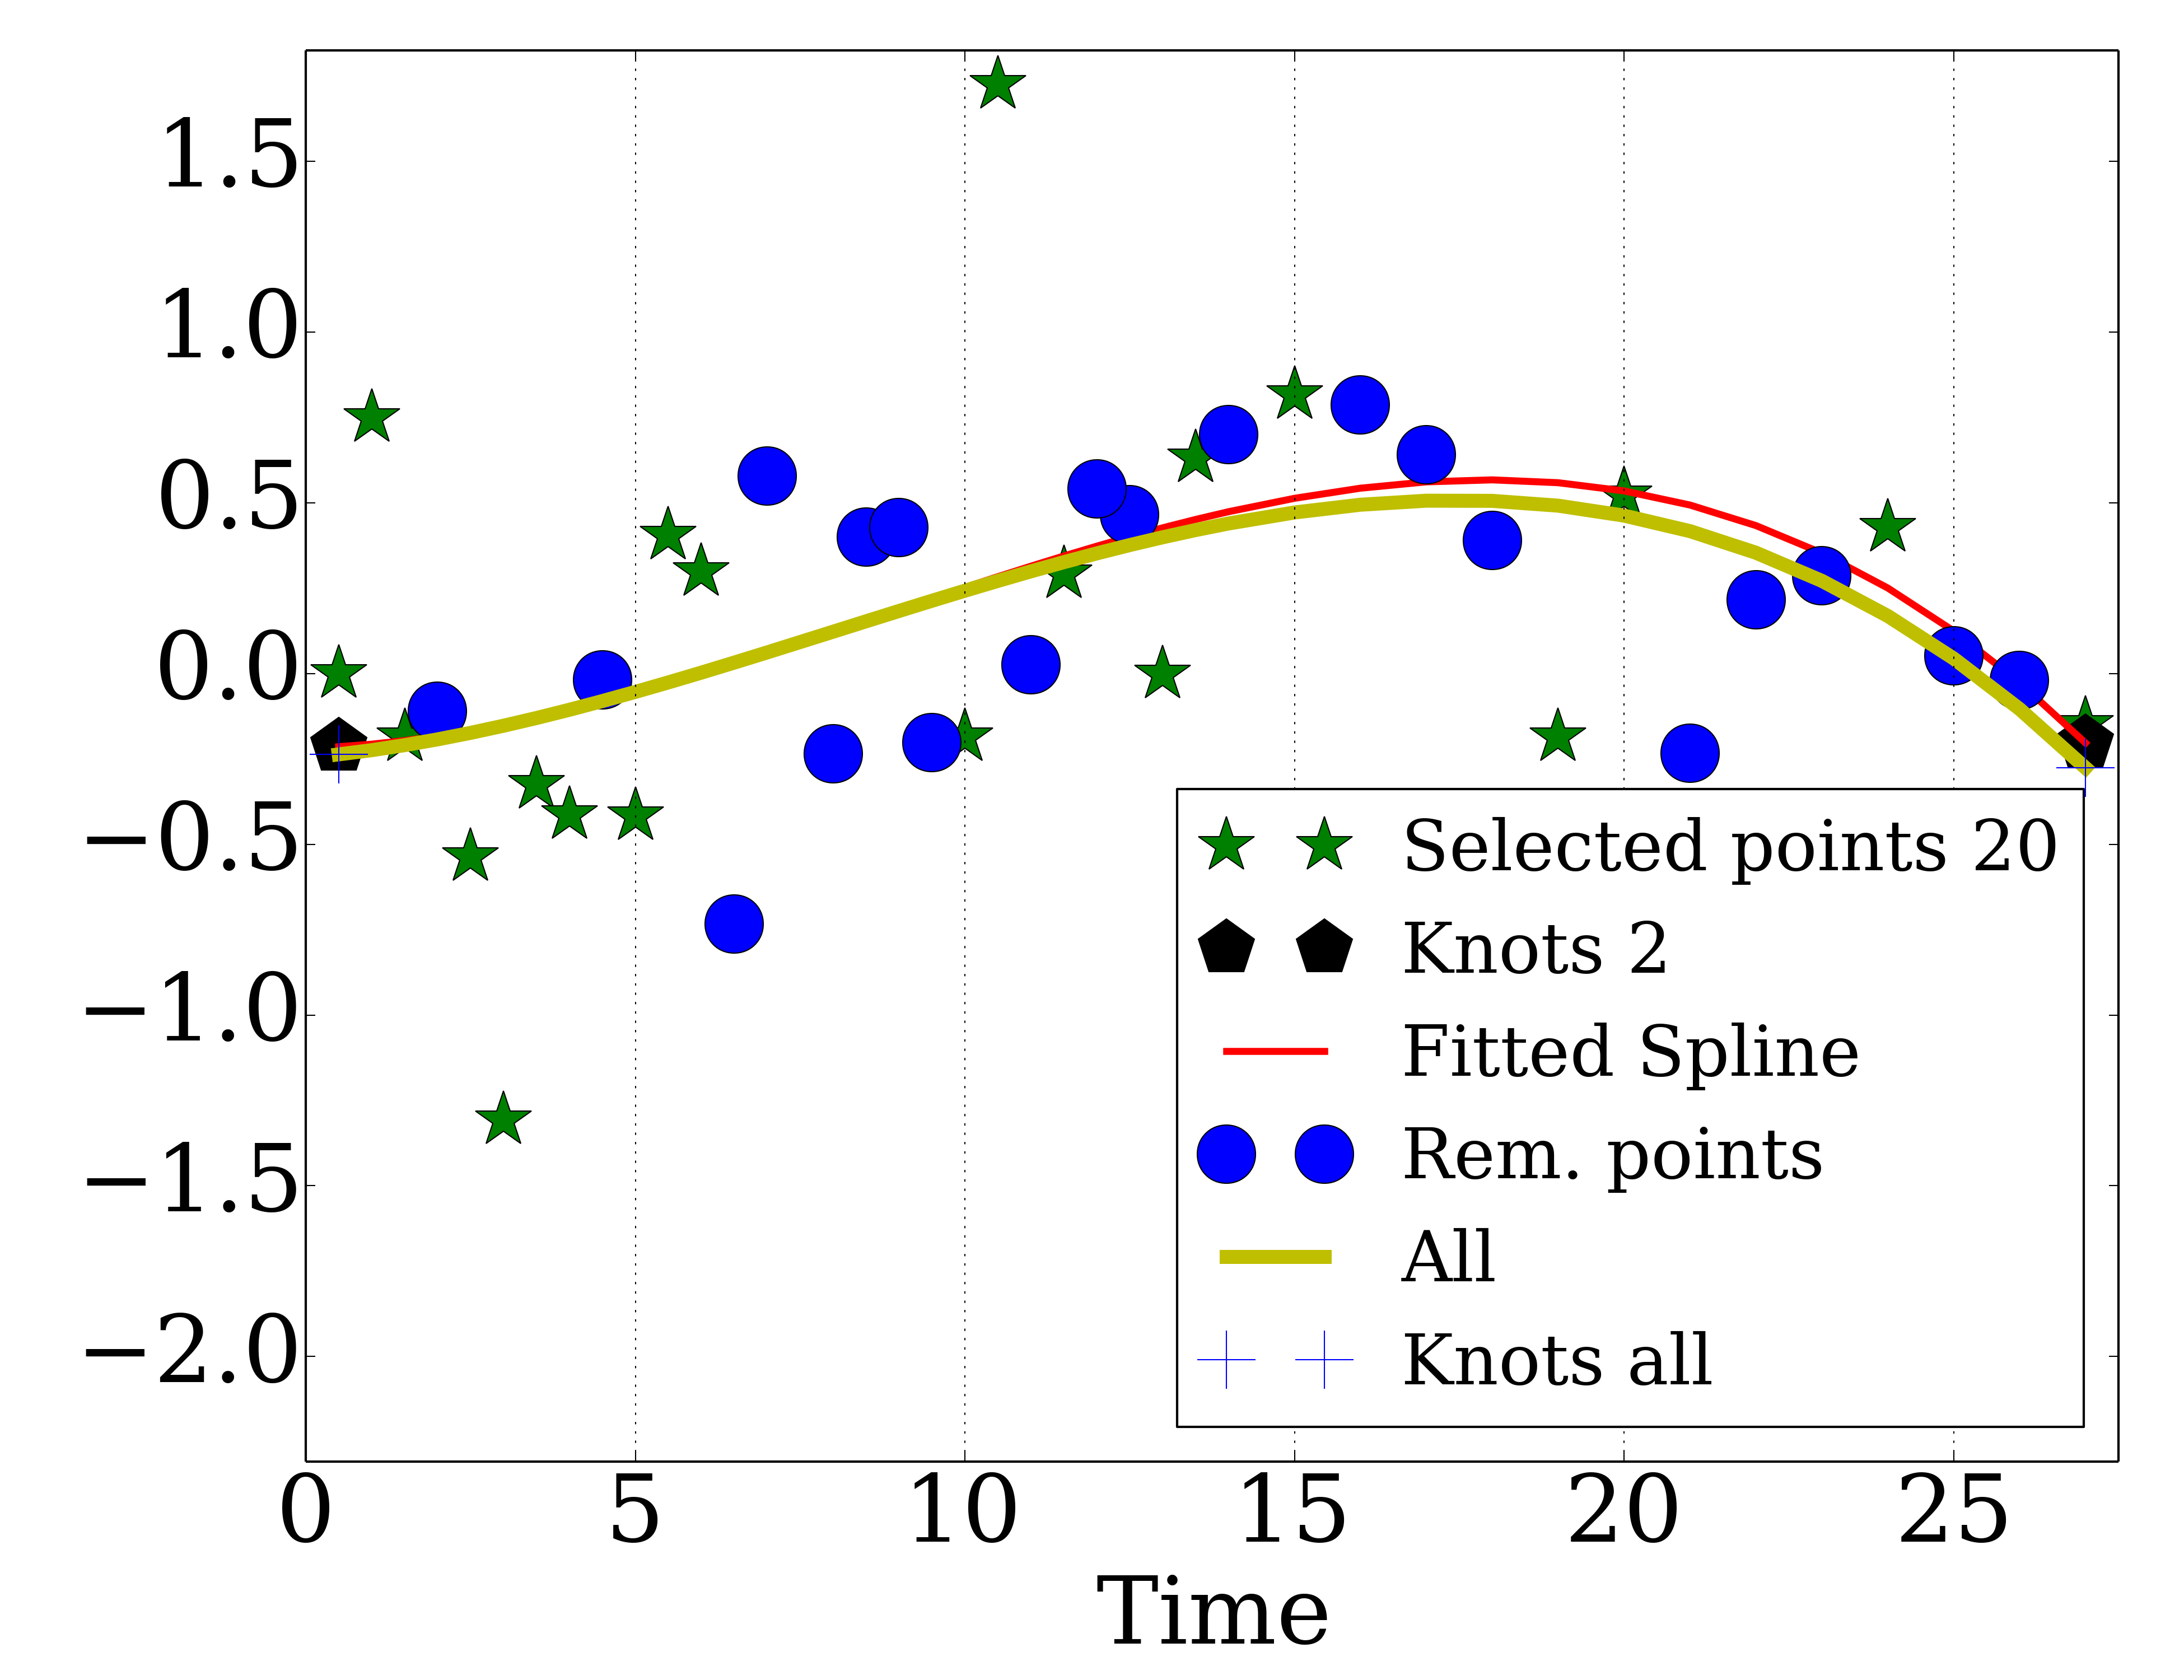 1.5
1.0
0.5
0.0
−0.5
−1.0
−1.5
−2.0
Selected points 20
Knots 2
Fitted Spline
Rem. points
All
Knots all
0 5 10 15 20 25
Time